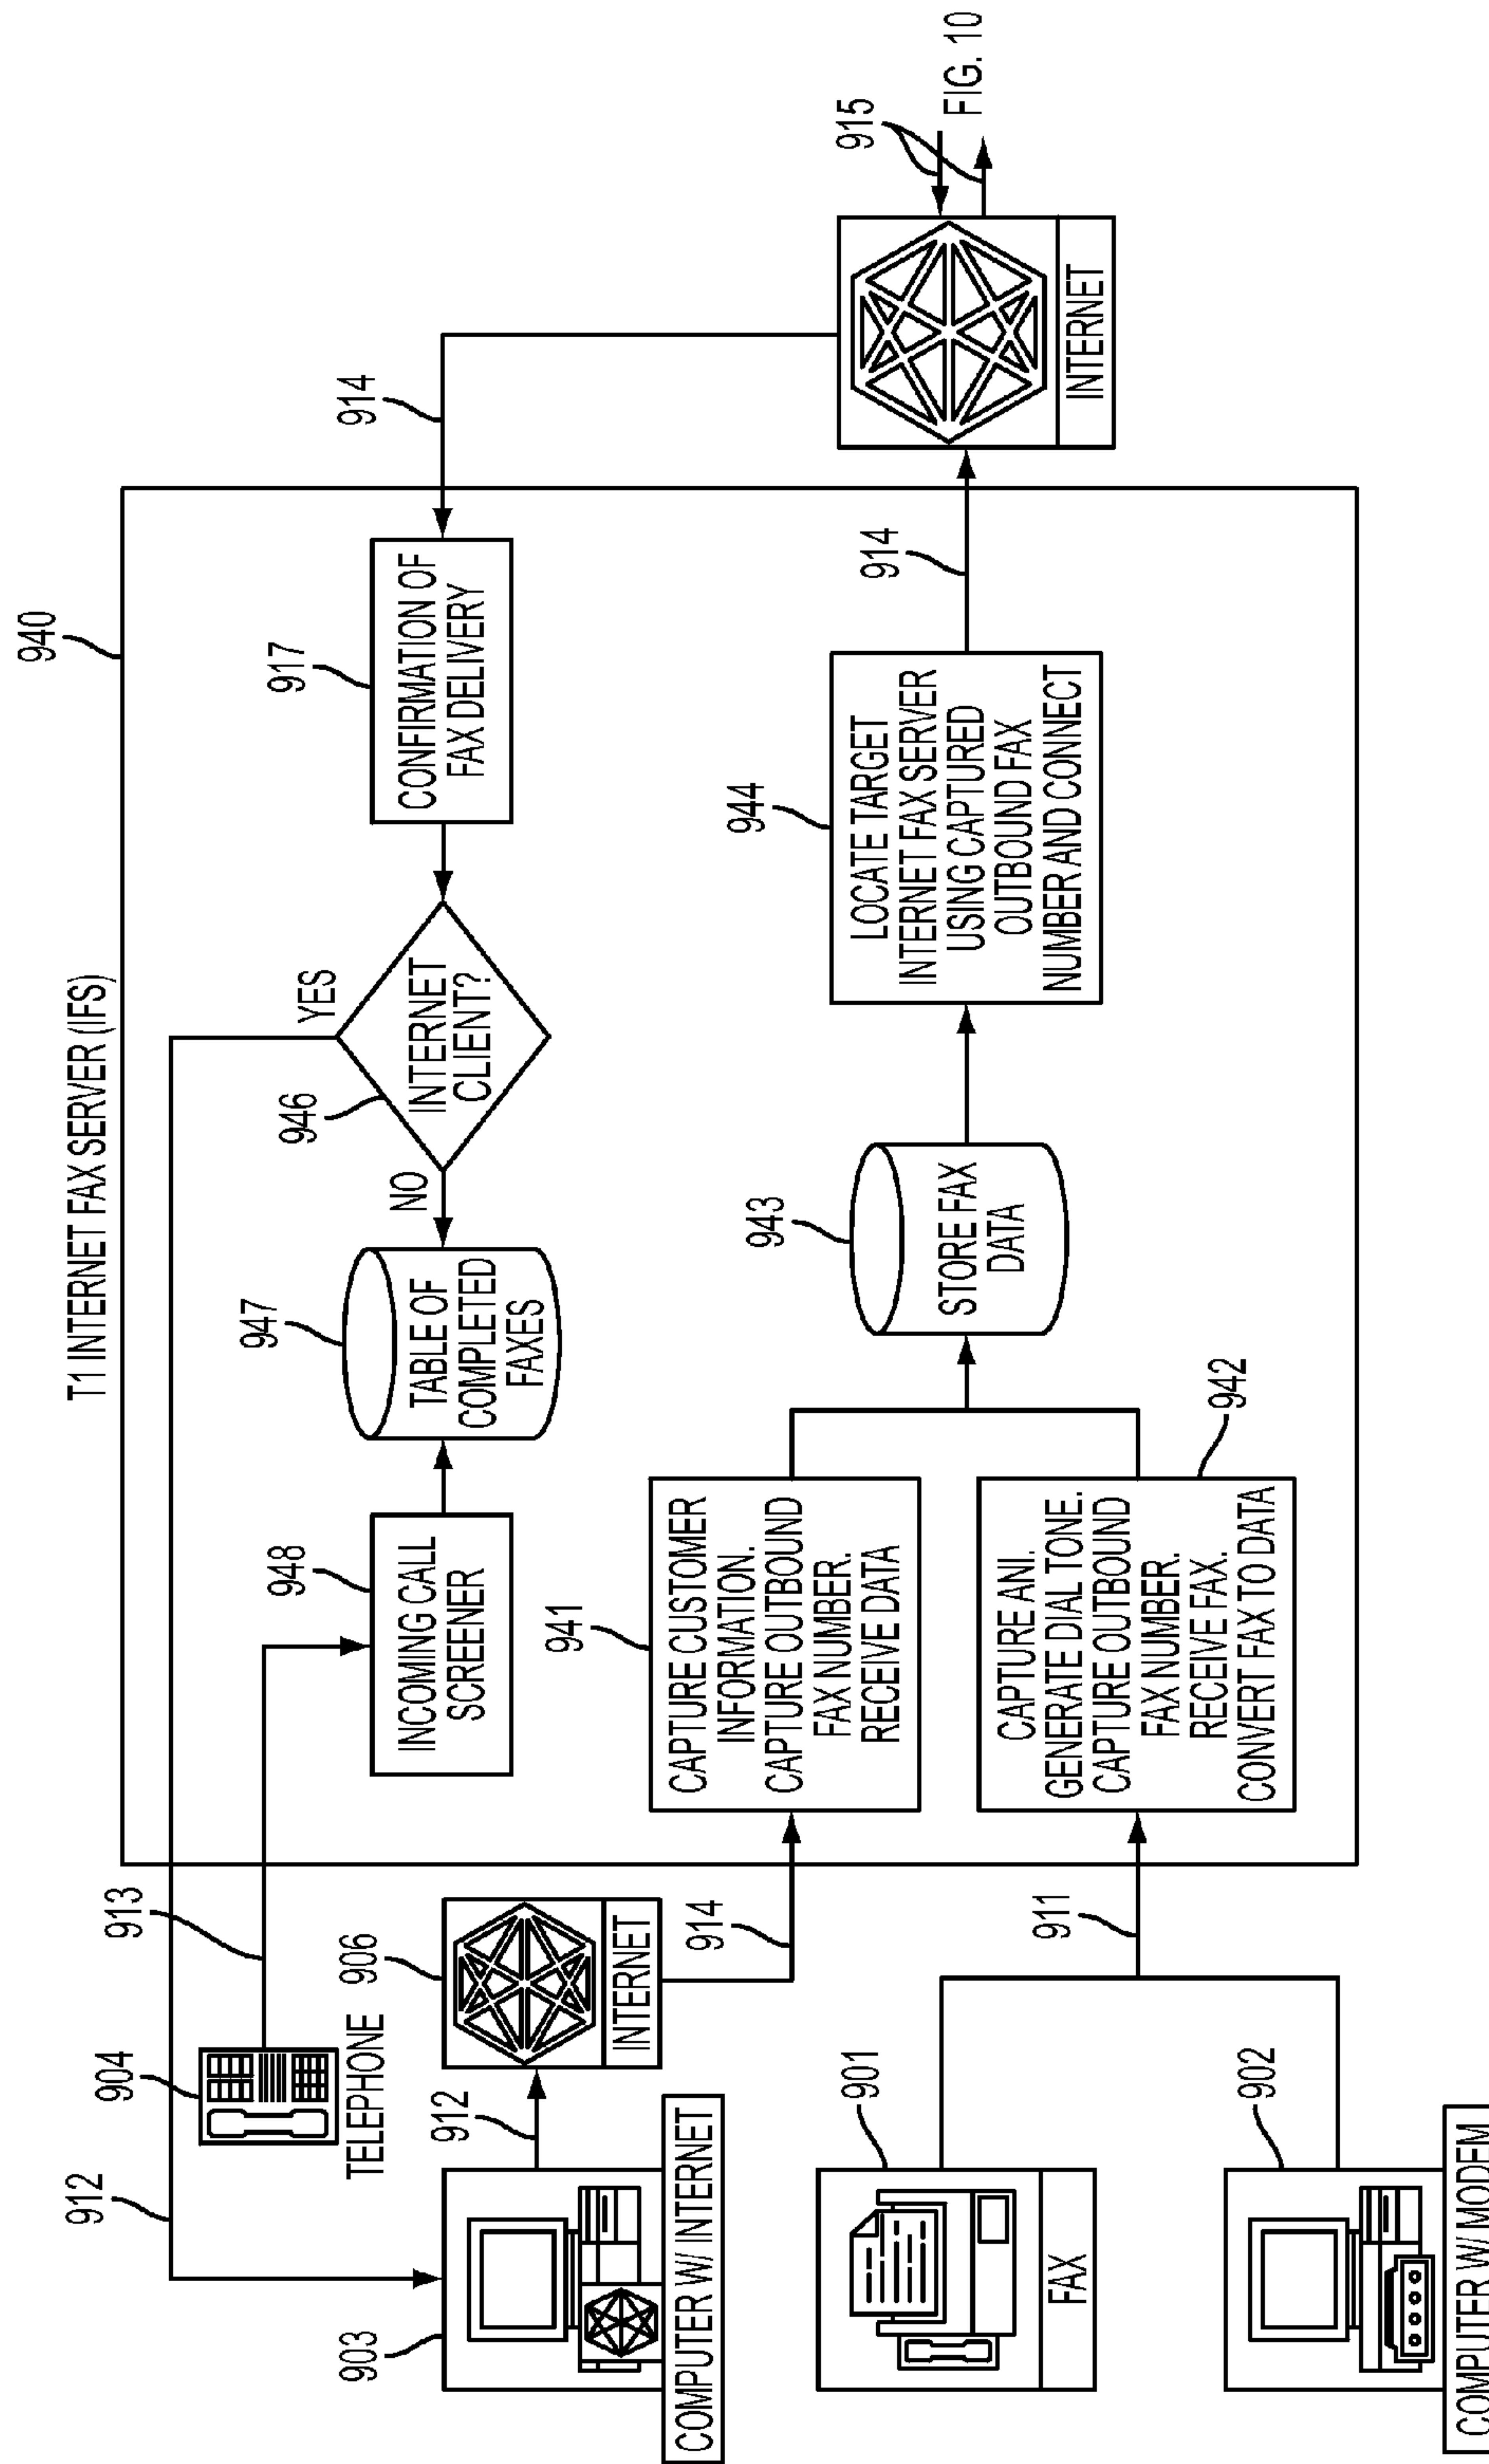 940
T1 INTERNET FAX SERVER (IFS)
912
904
TELEPHONE
913
903
COMPUTER W/ INTERNET
912
906
INTERNET
914
948
INCOMING CALL
SCREENER
947
TABLE OF
COMPLETED
FAXES
NO
946
INTERNET
CLIENT?
YES
917
CONFIRMATION OF
FAX DELIVERY
914
941
CAPTURE CUSTOMER
INFORMATION.
CAPTURE OUTBOUND
FAX NUMBER.
RECEIVE DATA
901
FAX
902
COMPUTER W/ MODEM
911
942
CAPTURE ANI.
GENERATE DIAL TONE.
CAPTURE OUTBOUND
FAX NUMBER.
RECEIVE FAX.
CONVERT FAX TO DATA
943
STORE FAX
DATA
944
LOCATE TARGET
INTERNET FAX SERVER
USING CAPTURED
OUTBOUND FAX
NUMBER AND CONNECT
914
INTERNET
915
FIG. 10